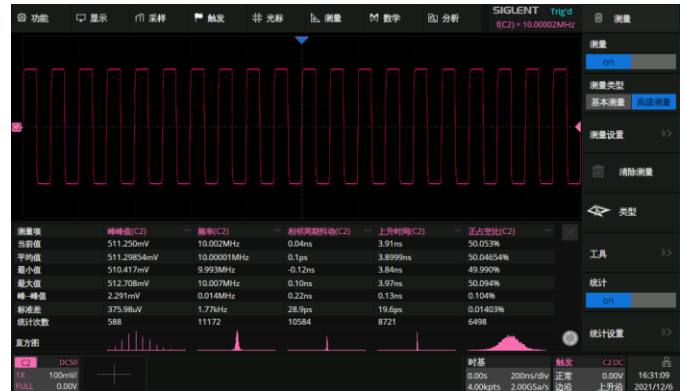 功能 显示 采样 触发 光标 测量 数学 分析 SIGLENT Trig'd 测量
f(C2) = 10.00002MHz
测量
on
测量类型
基本测量 高级测量
C2
测量设置
清除测量
类型
测量项 峰峰值(C2) 频率(C2) 相邻周期抖动(C2) 上升时间(C2) 正占空比(C2)
当前值 511.250mV 10.002MHz 0.04ns 3.91ns 50.053%
平均值 511.29854mV 10.00001MHz 0.1ps 3.8999ns 50.04654%
工具
最小值 510.417mV 9.993MHz -0.12ns 3.84ns 49.990%
最大值 512.708mV 10.007MHz 0.10ns 3.97ns 50.094%
统计
峰--峰值 2.291mV 0.014MHz 0.22ns 0.13ns 0.104%
on
标准差 375.98uV 1.77kHz 28.9ps 19.6ps 0.01403%
统计次数 588 11172 10584 8721 6498
直方图
统计设置
C2 DC50 时基 触发 C2 DC
1X 100mV/ 0.00s 200ns/div 正常 0.00V 16:31:09
FULL 0.00V 4.00kpts 2.00GSa/s 边沿 上升沿 2021/12/6